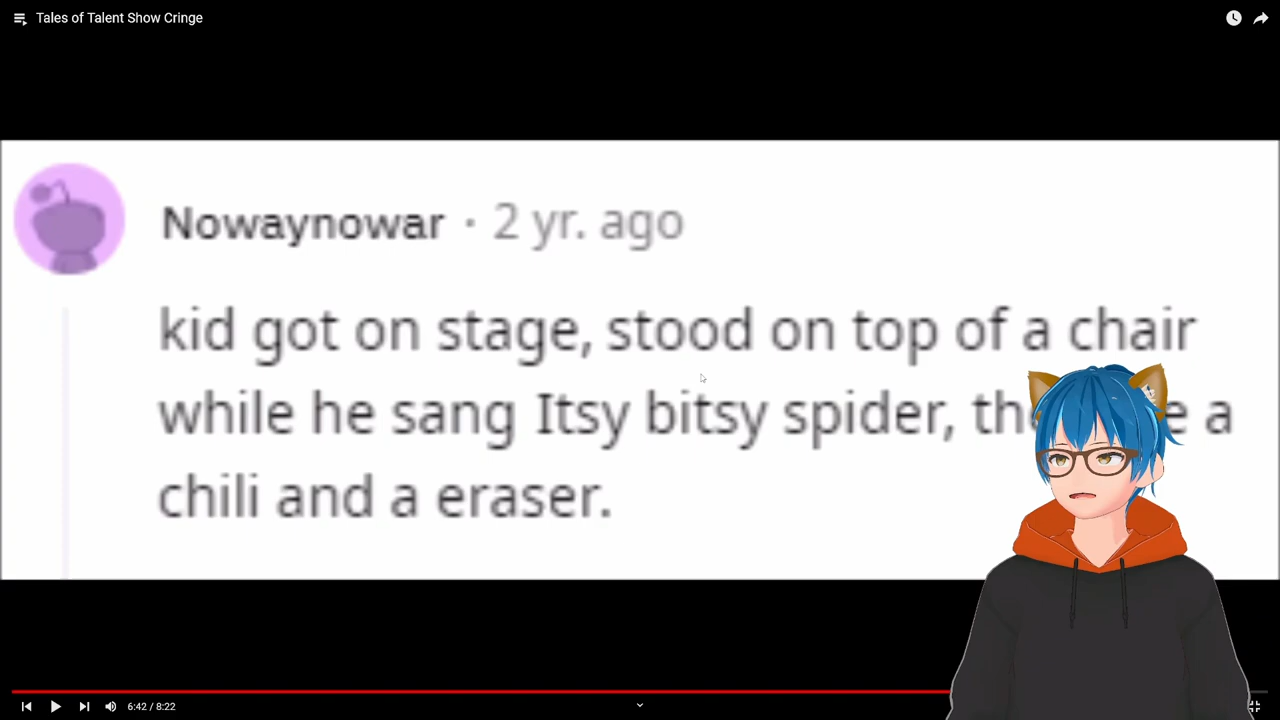 Tales of Talent Show Cringe
Nowaynowar · 2 yr. ago
kid got on stage, stood on top of a chair
while he sang Itsy bitsy spider, a
chili and a eraser.
6:42 / 8:22